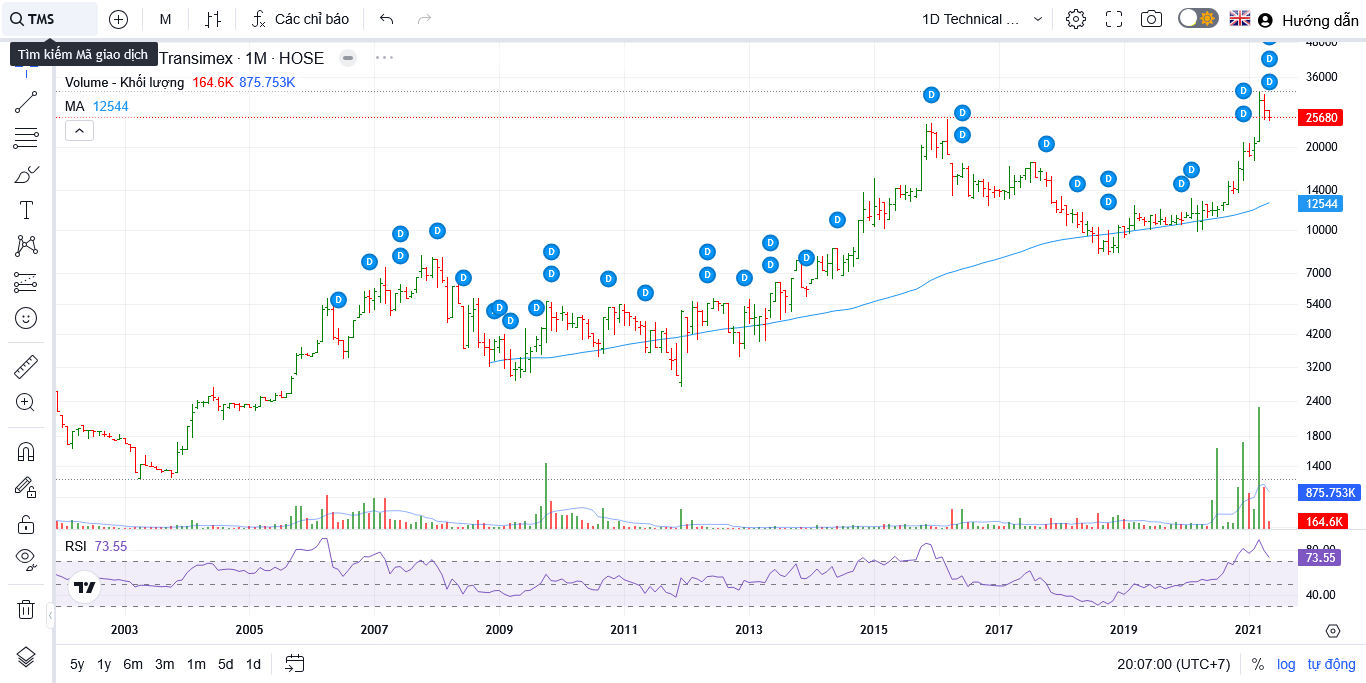 TMS
M
Các chỉ báo
1D Technical ...
Hướng dẫn
Tìm kiếm Mã giao dịch
Transimex · 1M · HOSE
Volume - Khối lượng 164.6K 875.753K
MA 12544
48000
36000
25680
20000
14000
12544
10000
7000
5400
4200
3200
2400
1800
1400
875.753K
164.6K
D D D D D D D D D D D D D D D D D D D D D D D D D D D D D D D D D D D D D
RSI 73.55
80.00
73.55
40.00
2003 2005 2007 2009 2011 2013 2015 2017 2019 2021
5y 1y 6m 3m 1m 5d 1d
20:07:00 (UTC+7) % log tự động